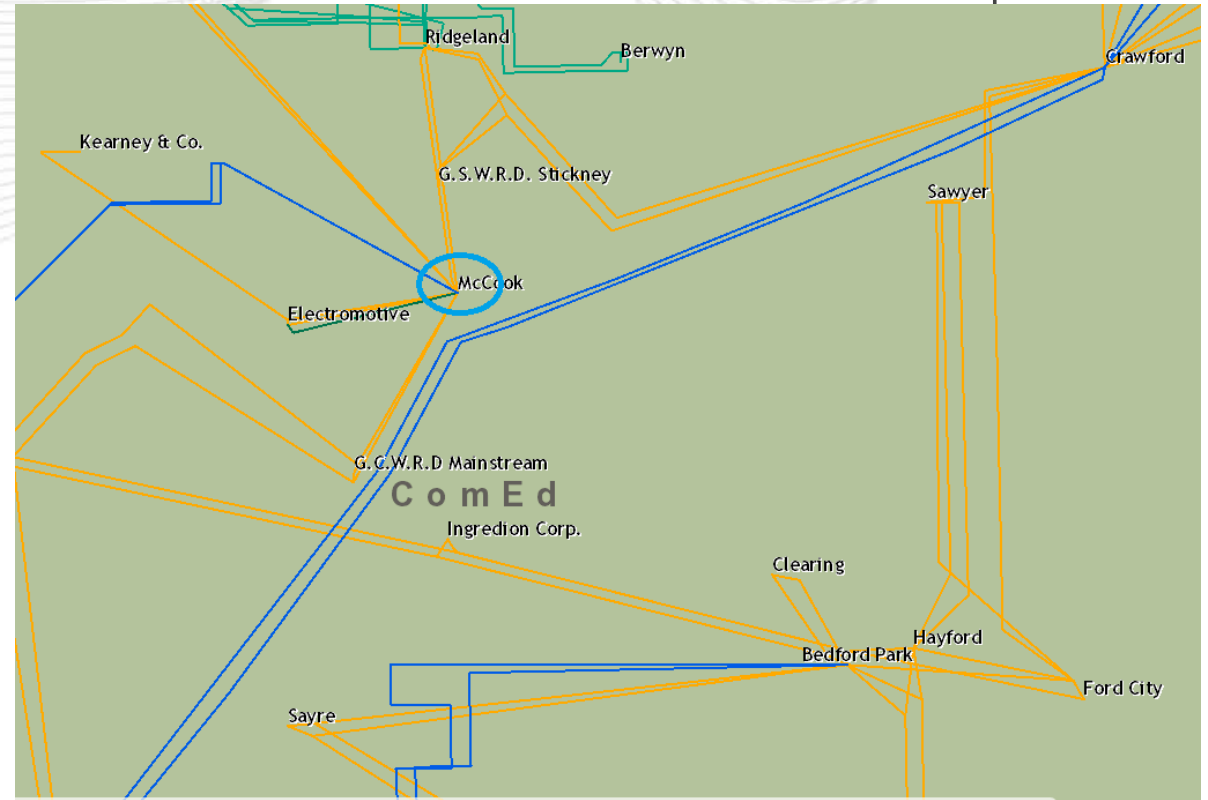 Ridgeland
Berwyn
Crawford
Kearney & Co.
G.S.W.R.D. Stickney
Sawyer
McCook
Electromotive
G.C.W.R.D Mainstream
ComEd
Ingredion Corp.
Clearing
Hayford
Bedford Park
Ford City
Sayre